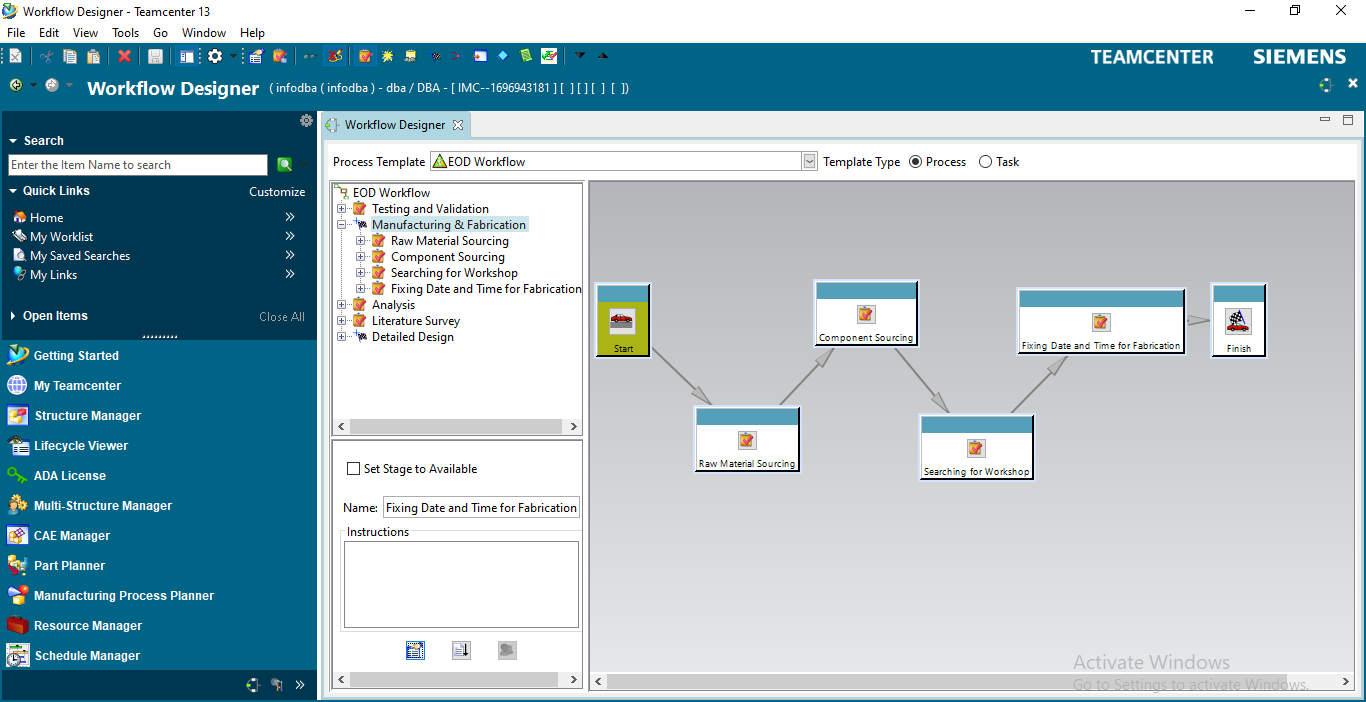 Workflow Designer - Teamcenter 13
File Edit View Tools Go Window Help
TEAMCENTER SIEMENS
Workflow Designer ( infodba ( infodba ) - dba / DBA - [ IMC--1696943181 ] [ ] [ ] [ ] [ ])
Search
Enter the Item Name to search
Quick Links Customize
Home
My Worklist
My Saved Searches
My Links
Open Items Close All
Getting Started
My Teamcenter
Structure Manager
Lifecycle Viewer
ADA License
Multi-Structure Manager
CAE Manager
Part Planner
Manufacturing Process Planner
Resource Manager
Schedule Manager
Workflow Designer
Process Template EOD Workflow Template Type Process Task
EOD Workflow
Testing and Validation
Manufacturing & Fabrication
Raw Material Sourcing
Component Sourcing
Searching for Workshop
Fixing Date and Time for Fabrication
Analysis
Literature Survey
Detailed Design
Set Stage to Available
Name: Fixing Date and Time for Fabrication
Instructions
Start
Raw Material Sourcing
Component Sourcing
Searching for Workshop
Fixing Date and Time for Fabrication
Finish
Activate Windows
Go to Settings to activate Windows.